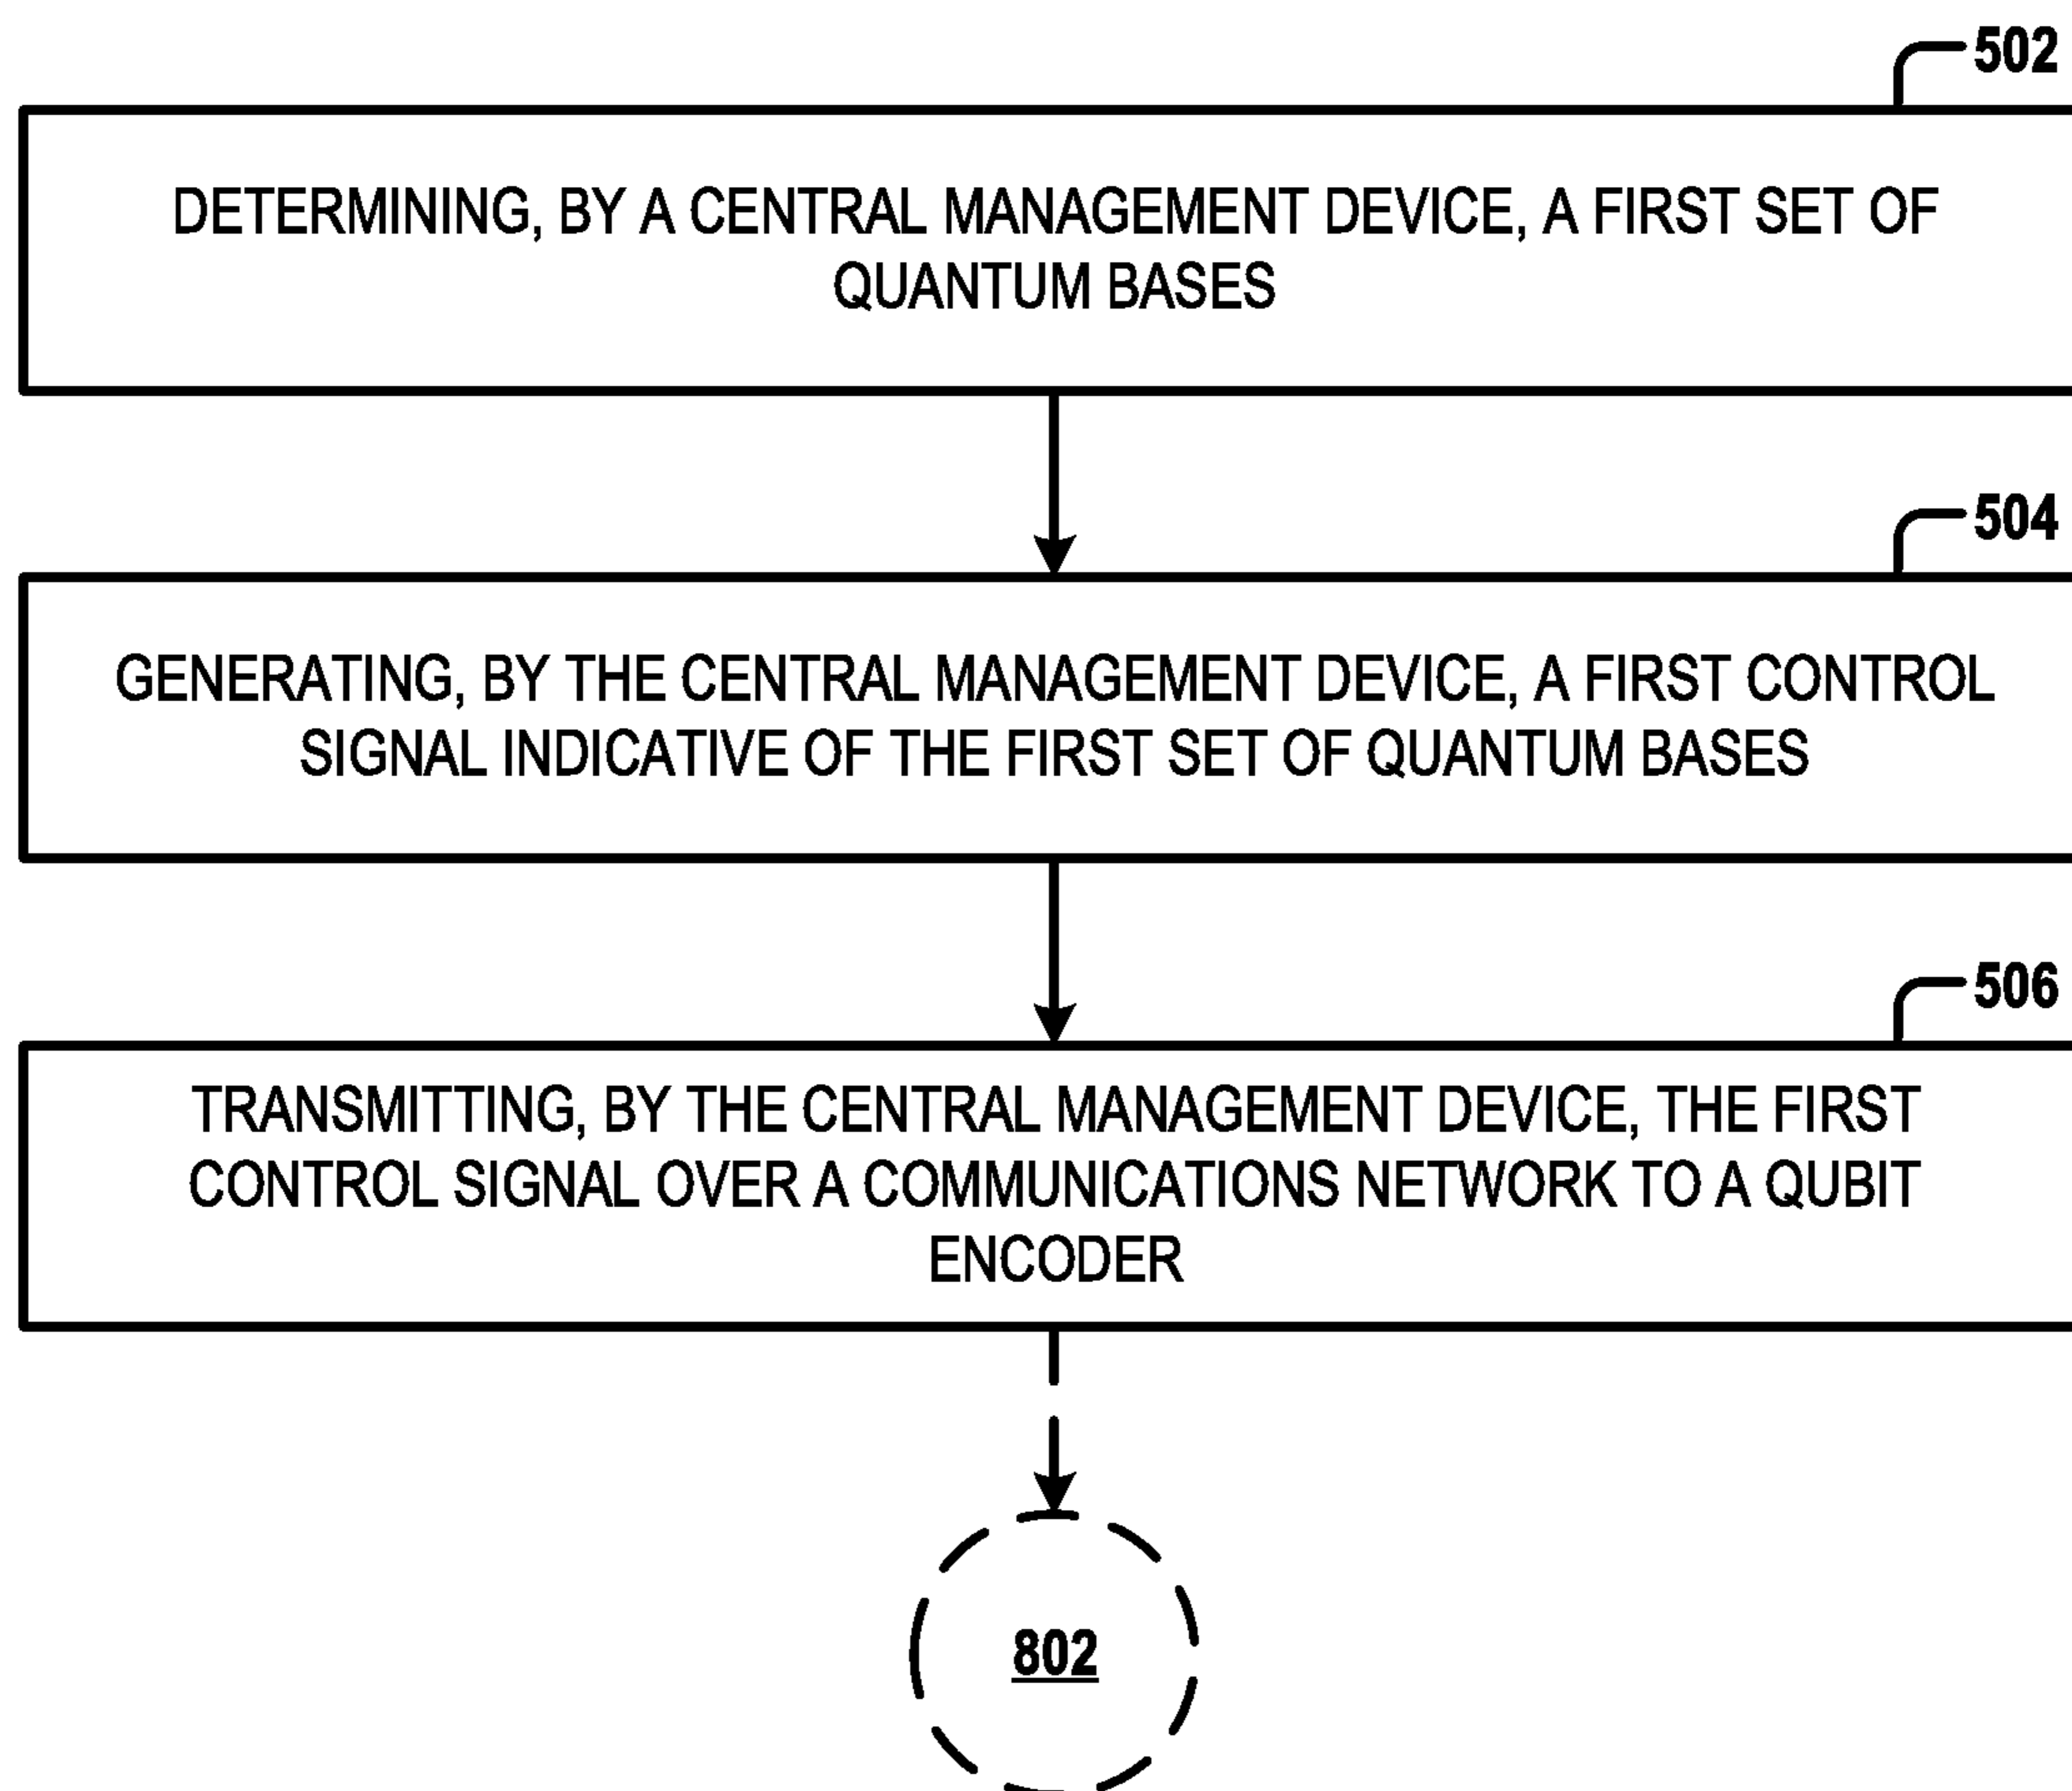 502
DETERMINING, BY A CENTRAL MANAGEMENT DEVICE, A FIRST SET OF
QUANTUM BASES
504
GENERATING, BY THE CENTRAL MANAGEMENT DEVICE, A FIRST CONTROL
SIGNAL INDICATIVE OF THE FIRST SET OF QUANTUM BASES
506
TRANSMITTING, BY THE CENTRAL MANAGEMENT DEVICE, THE FIRST
CONTROL SIGNAL OVER A COMMUNICATIONS NETWORK TO A QUBIT
ENCODER
802